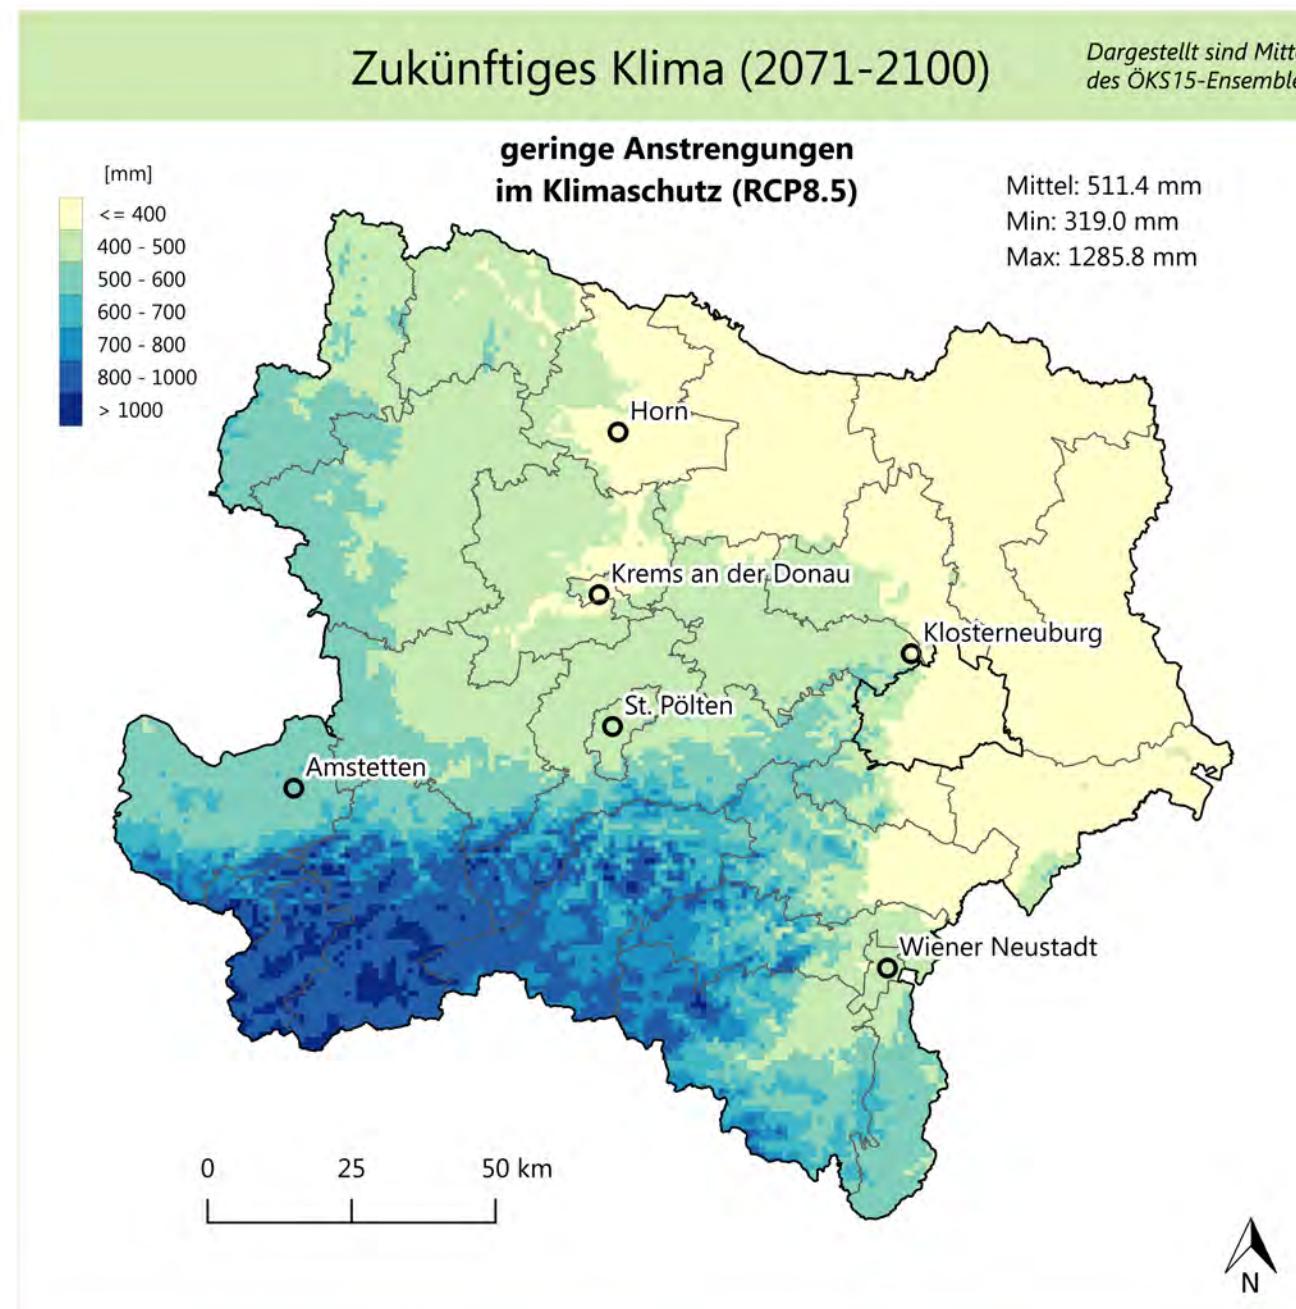 Zukünftiges Klima (2071-2100)
Dargestellt sind Mitt
des ÖKS15-Ensemble
geringe Anstrengungen
im Klimaschutz (RCP8.5)
Mittel: 511.4 mm
Min: 319.0 mm
Max: 1285.8 mm
[mm]
<= 400
400 - 500
500 - 600
600 - 700
700 - 800
800 - 1000
> 1000
Horn
Krems an der Donau
Klosterneuburg
St. Pölten
Amstetten
Wiener Neustadt
0 25 50 km
N